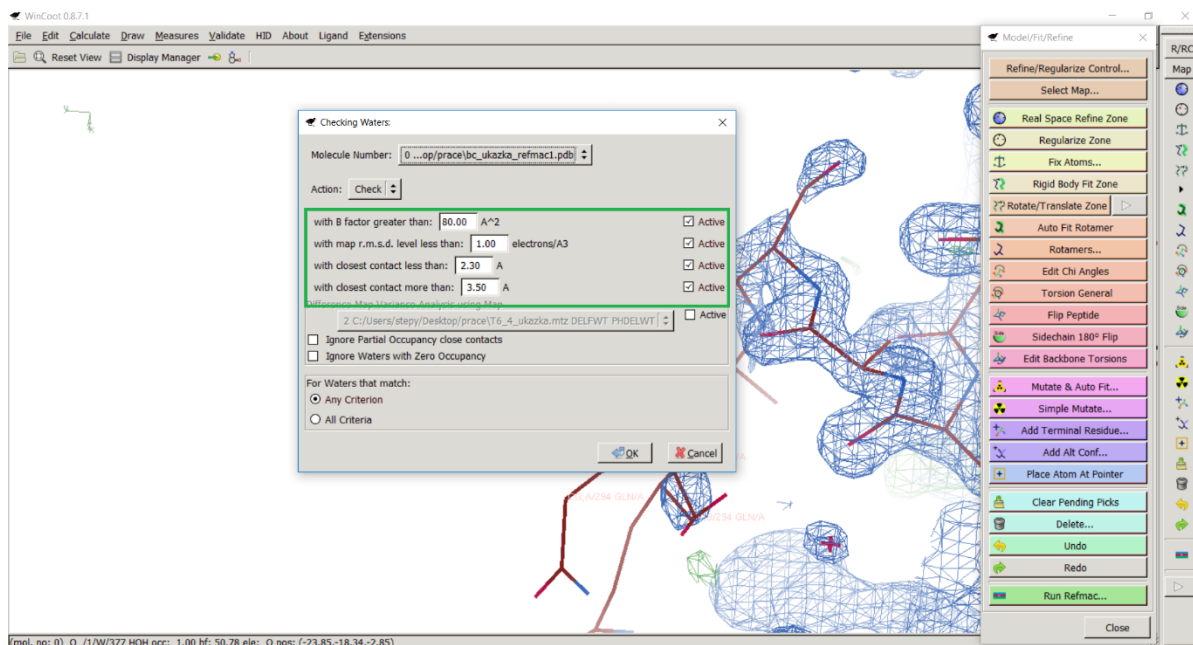 WinCoot 0.8.7.1
File Edit Calculate Draw Measures Validate HID About Ligand Extensions
Reset View Display Manager
Checking Waters:
Molecule Number: 0 ...op/prace\bc_ukazka_refmac1.pdb
Action: Check
with B factor greater than: 80.00 A^2 Active
with map r.m.s.d. level less than: 1.00 electrons/A3 Active
with closest contact less than: 2.30 A Active
with closest contact more than: 3.50 A Active
Difference Map Variance Analysis using Map
2 C:/Users/stepy/Desktop/prace\T6_4_ukazka.mtz DELFWT PHDELWT Active
Ignore Partial Occupancy close contacts
Ignore Waters with Zero Occupancy
For Waters that match:
Any Criterion
All Criteria
OK Cancel
A/294 GLN/A
/294 GLN/A
(mol. no: 0) O /1/W/377 HOH occ: 1.00 bf: 50.78 ele: O pos: (-23.85,-18.34,-2.85)
Model/Fit/Refine
Refine/Regularize Control...
Select Map...
Real Space Refine Zone
Regularize Zone
Fix Atoms...
Rigid Body Fit Zone
Rotate/Translate Zone
Auto Fit Rotamer
Rotamers...
Edit Chi Angles
Torsion General
Flip Peptide
Side
Sidechain 180° Flip
Edit Backbone Torsions
Mutate & Auto Fit...
Simple Mutate...
Add Terminal Residue...
Add Alt Conf...
Place Atom At Pointer
Clear Pending Picks
Delete...
Undo
Redo
Run Refmac...
Close
R/RC
Map